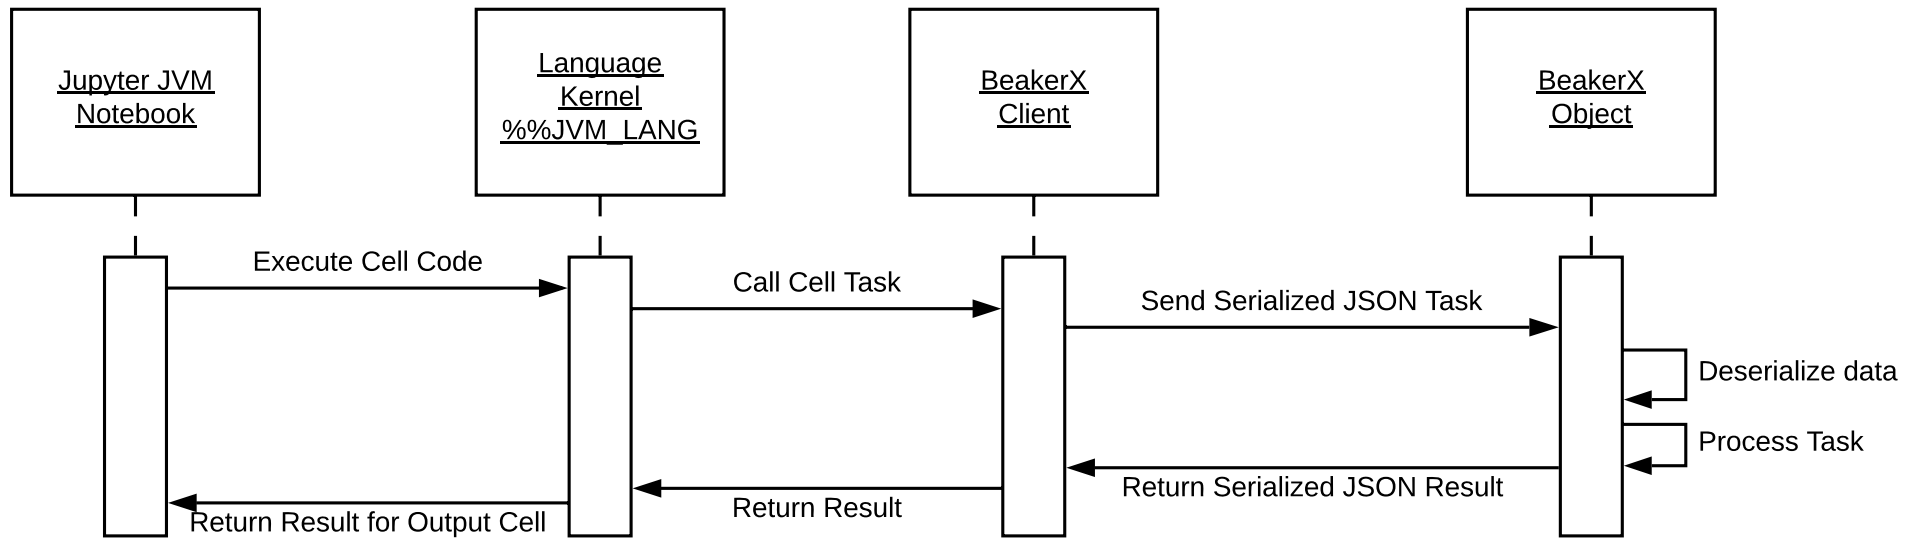 Jupyter JVM
Notebook
Language
Kernel
%%JVM_LANG
BeakerX
Client
BeakerX
Object
Execute Cell Code
Call Cell Task
Send Serialized JSON Task
Deserialize data
Process Task
Return Serialized JSON Result
Return Result
Return Result for Output Cell